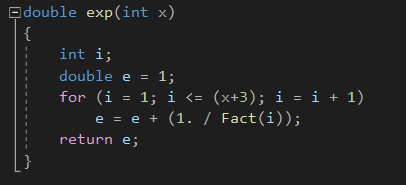 double exp(int x)
{
int i;
double e = 1;
for (i = 1; i <= (x+3); i = i + 1)
e = e + (1. / Fact(i));
return e;
}